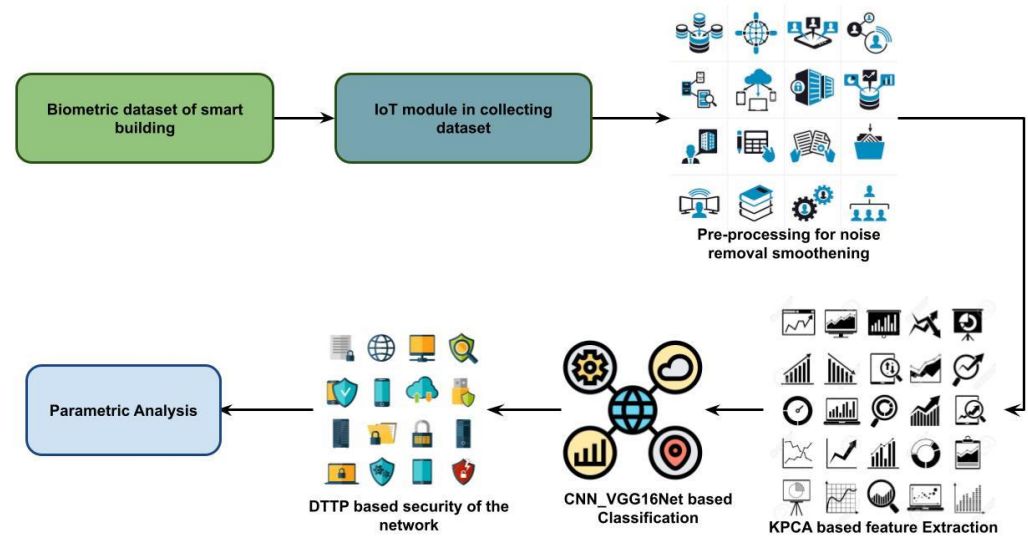 Biometric dataset of smart
building
IoT module in collecting
dataset
Pre-processing for noise
removal smoothening
KPCA based feature Extraction
CNN_VGG16Net based
Classification
DTTP based security of the
network
Parametric Analysis